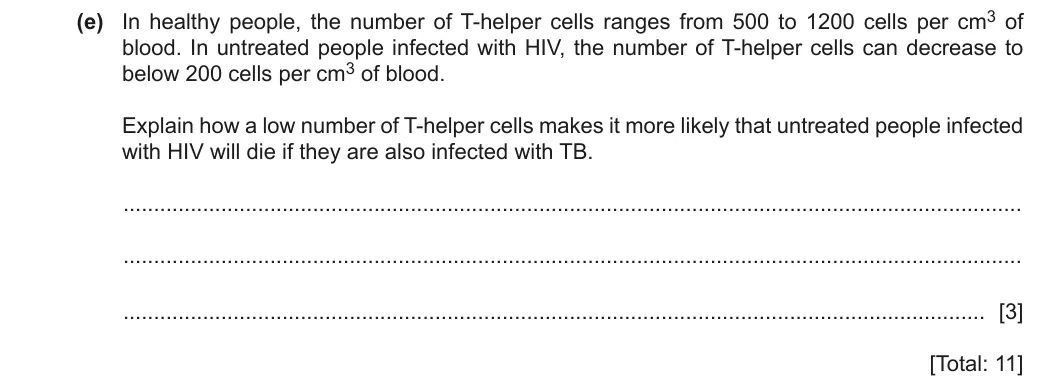 (e) In healthy people, the number of T-helper cells ranges from 500 to 1200 cells per cm³ of
blood. In untreated people infected with HIV, the number of T-helper cells can decrease to
below 200 cells per cm³ of blood.
Explain how a low number of T-helper cells makes it more likely that untreated people infected
with HIV will die if they are also infected with TB.
[3]
[Total: 11]